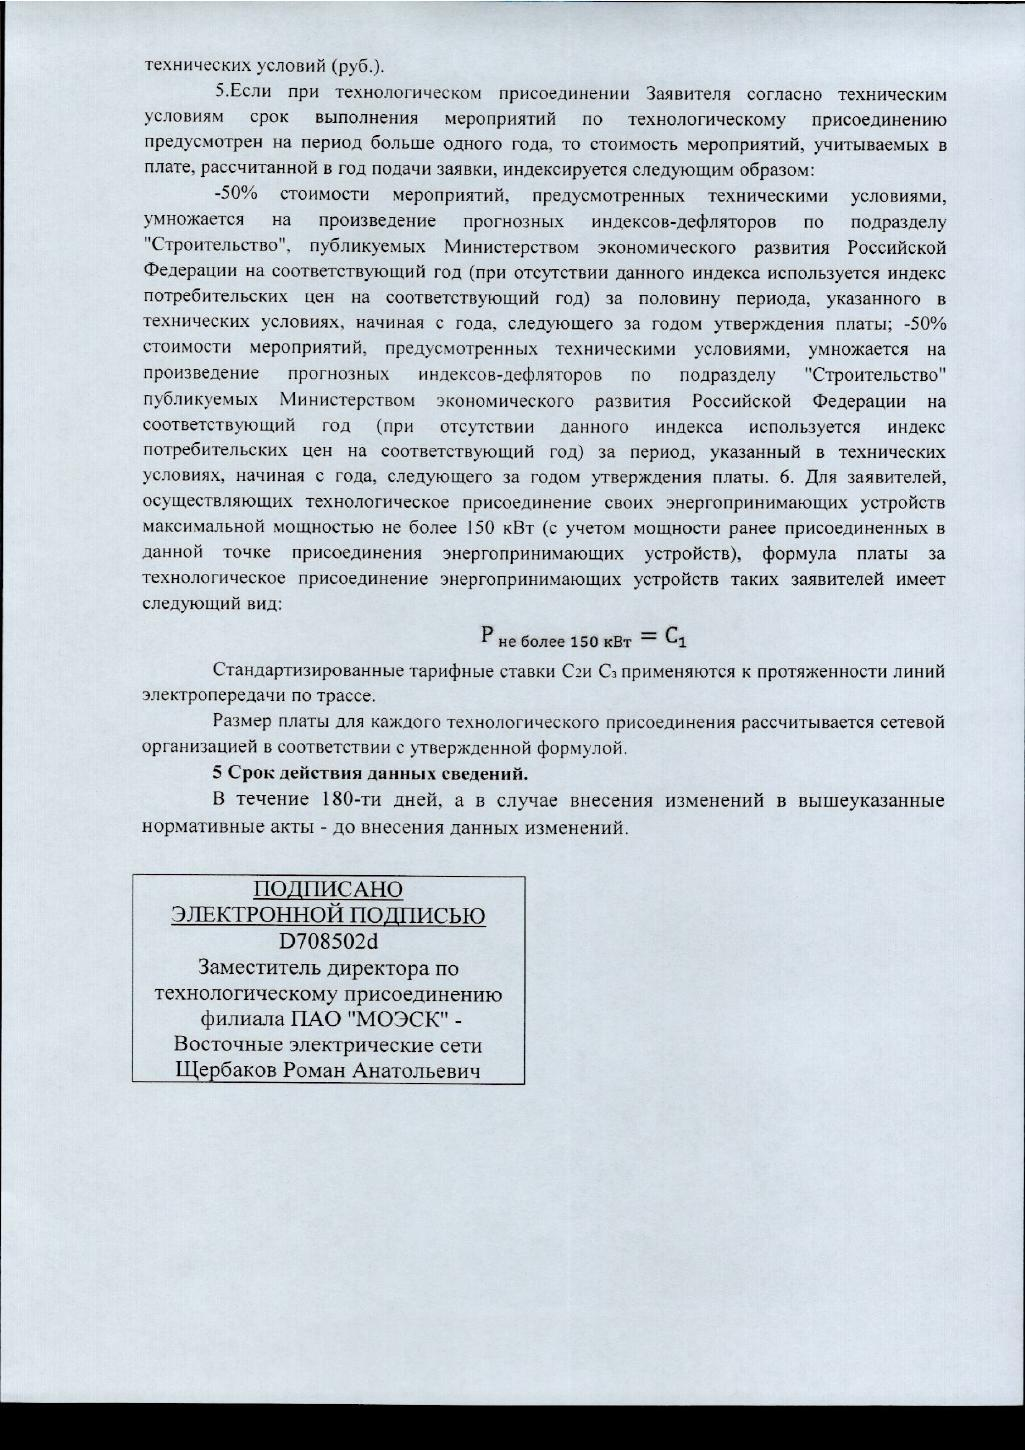 технических условий (руб.).
5.Если при технологическом присоединении Заявителя согласно техническим
условиям срок выполнения мероприятий по технологическому присоединению
предусмотрен на период больше одного года, то стоимость мероприятий, учитываемых в
плате, рассчитанной в год подачи заявки, индексируется следующим образом:
-50% стоимости мероприятий, предусмотренных техническими условиями,
умножается на произведение прогнозных индексов-дефляторов по подразделу
"Строительство", публикуемых Министерством экономического развития Российской
Федерации на соответствующий год (при отсутствии данного индекса используется индекс
потребительских цен на соответствующий год) за половину периода, указанного в
технических условиях, начиная с года, следующего за годом утверждения платы; -50%
стоимости мероприятий, предусмотренных техническими условиями, умножается на
произведение прогнозных индексов-дефляторов по подразделу "Строительство"
публикуемых Министерством экономического развития Российской Федерации на
соответствующий год (при отсутствии данного индекса используется индекс
потребительских цен на соответствующий год) за период, указанный в технических
условиях, начиная с года, следующего за годом утверждения платы. 6. Для заявителей,
осуществляющих технологическое присоединение своих энергопринимающих устройств
максимальной мощностью не более 150 кВт (с учетом мощности ранее присоединенных в
данной точке присоединения энергопринимающих устройств), формула платы за
технологическое присоединение энергопринимающих устройств таких заявителей имеет
следующий вид:
P не более 150 кВт = C1
Стандартизированные тарифные ставки С2и С3 применяются к протяженности линий
электропередачи по трассе.
Размер платы для каждого технологического присоединения рассчитывается сетевой
организацией в соответствии с утвержденной формулой.
5 Срок действия данных сведений.
В течение 180-ти дней, а в случае внесения изменений в вышеуказанные
нормативные акты - до внесения данных изменений.
ПОДПИСАНО
ЭЛЕКТРОННОЙ ПОДПИСЬЮ
D708502d
Заместитель директора по
технологическому присоединению
филиала ПАО "МОЭСК" -
Восточные электрические сети
Щербаков Роман Анатольевич